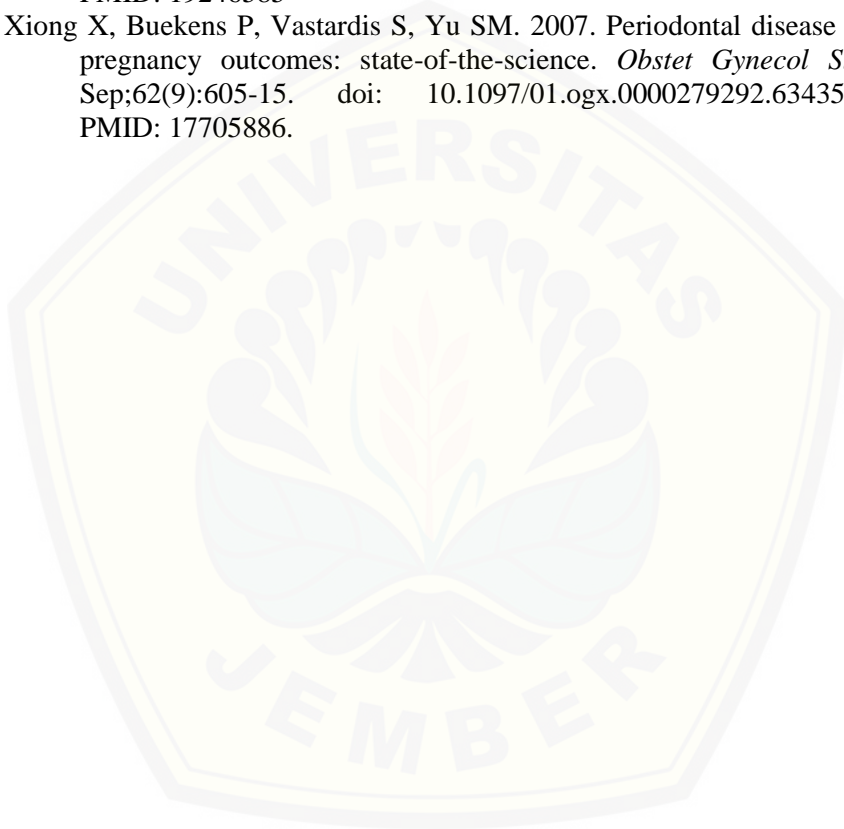 PMID:
Xiong X, Buekens P, Vastardis S, Yu SM. 2007. Periodontal disease
pregnancy outcomes: state-of-the-science. Obstet Gynecol S
Sep;62(9):605-15. doi: 10.1097/01.ogx.0000279292.63435
PMID: 17705886.
UNIVERSITAS
JEMBER